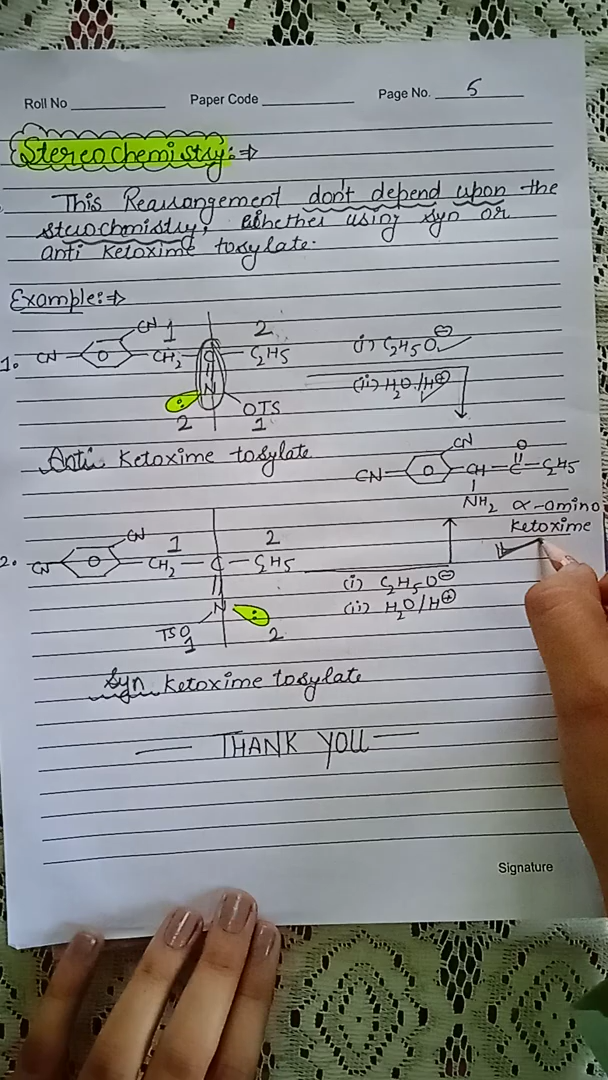 Roll No Paper Code Page No. 5
Stereochemistry:⇒
This Rearrangement don't depend upon the
sterochmistry, Whether using syn or
anti Ketoxime tosylate.
Example:⇒
1. CN CN CH2 1 C 2 C2H5
N
2 OTS
1
(i) C2H5O⊖
(ii) H2O/H⊕
Anti Ketoxime tosylate
CN CN CH C O C2H5
NH2 α-amino
Ketoxime
2. CN CN CH2 1 C 2 C2H5
N
TSO
1 2
(i) C2H5O⊖
(ii) H2O/H⊕
Syn Ketoxime tosylate
THANK YOU
Signature